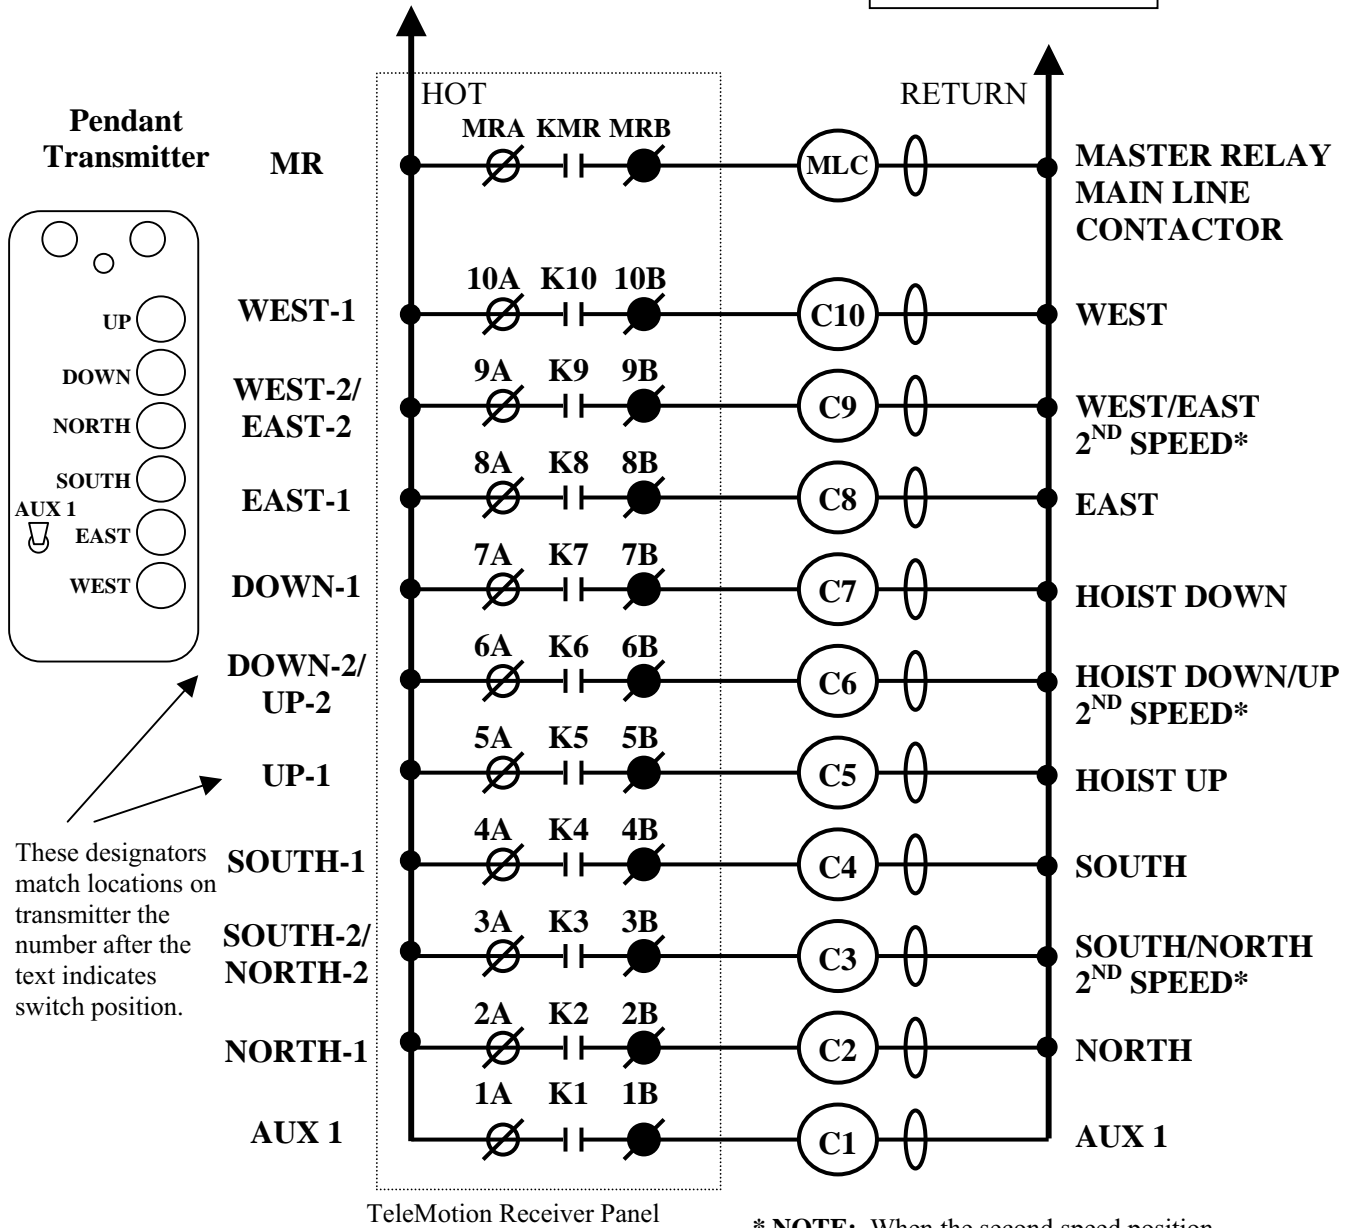 HOT
RETURN
Pendant
Transmitter
MR
MRA KMR MRB
MLC
MASTER RELAY
MAIN LINE
CONTACTOR
UP
DOWN
NORTH
SOUTH
AUX 1
EAST
WEST
WEST-1
10A K10 10B
C10
WEST
WEST-2/
EAST-2
9A K9 9B
C9
WEST/EAST
2ND SPEED*
EAST-1
8A K8 8B
C8
EAST
DOWN-1
7A K7 7B
C7
HOIST DOWN
DOWN-2/
UP-2
6A K6 6B
C6
HOIST DOWN/UP
2ND SPEED*
UP-1
5A K5 5B
C5
HOIST UP
These designators
match locations on
transmitter the
number after the
text indicates
switch position.
SOUTH-1
4A K4 4B
C4
SOUTH
SOUTH-2/
NORTH-2
3A K3 3B
C3
SOUTH/NORTH
2ND SPEED*
NORTH-1
2A K2 2B
C2
NORTH
AUX 1
1A K1 1B
C1
AUX 1
TeleMotion Receiver Panel
* NOTE: When the second speed position